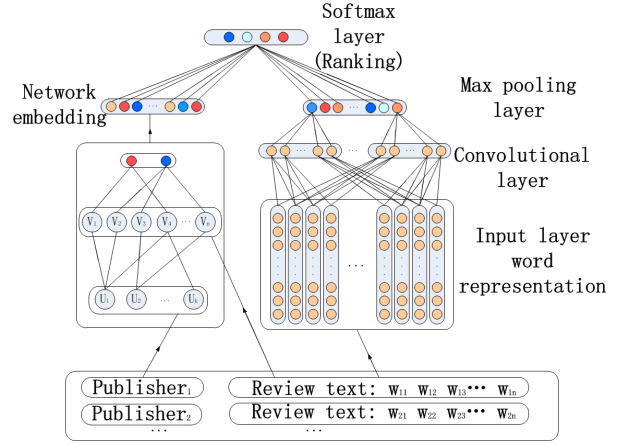 Softmax
layer
(Ranking)
Network
embedding
...
...
Max pooling
layer
... ... ...
Convolutional
layer
V₁ V₂ V₃ V₄ ... Vₙ
U₁ U₂ ... Uₖ
...
Input layer
word
representation
Publisher₁ Review text: w₁₁ w₁₂ w₁₃... w₁ₙ
Publisher₂ Review text: w₂₁ w₂₂ w₂₃... w₂ₙ
... ...